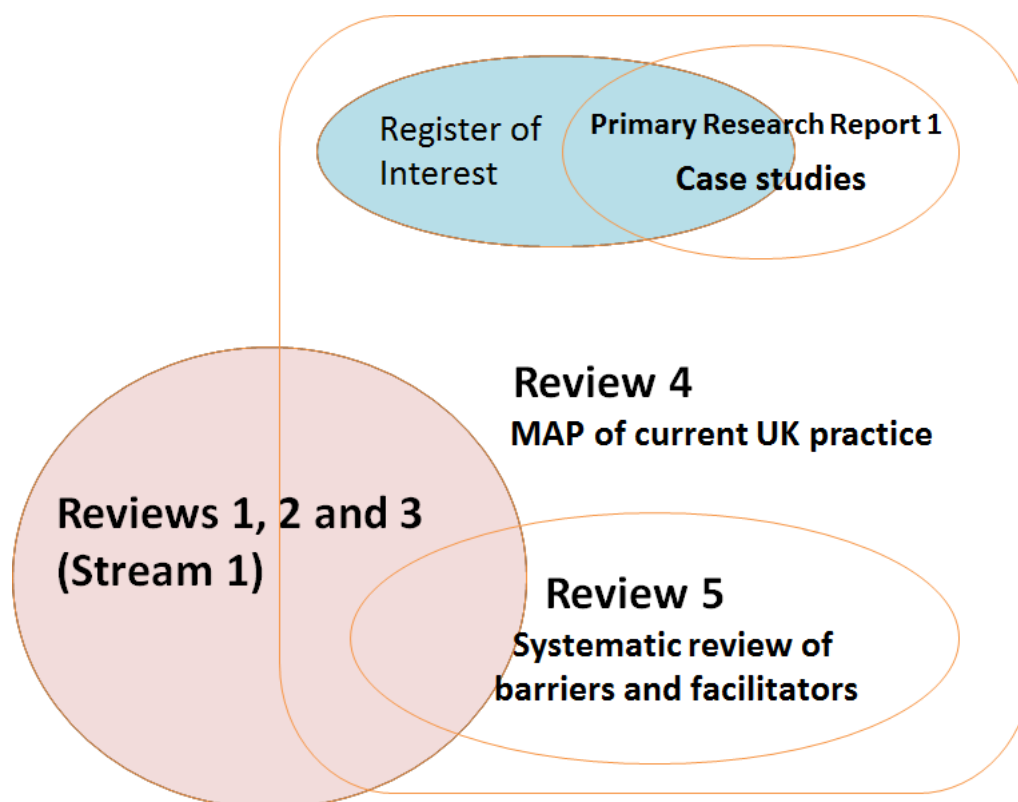 Register of
Interest
Primary Research Report 1
Case studies
Review 4
MAP of current UK practice
Reviews 1, 2 and 3
(Stream 1)
Review 5
Systematic review of
barriers and facilitators